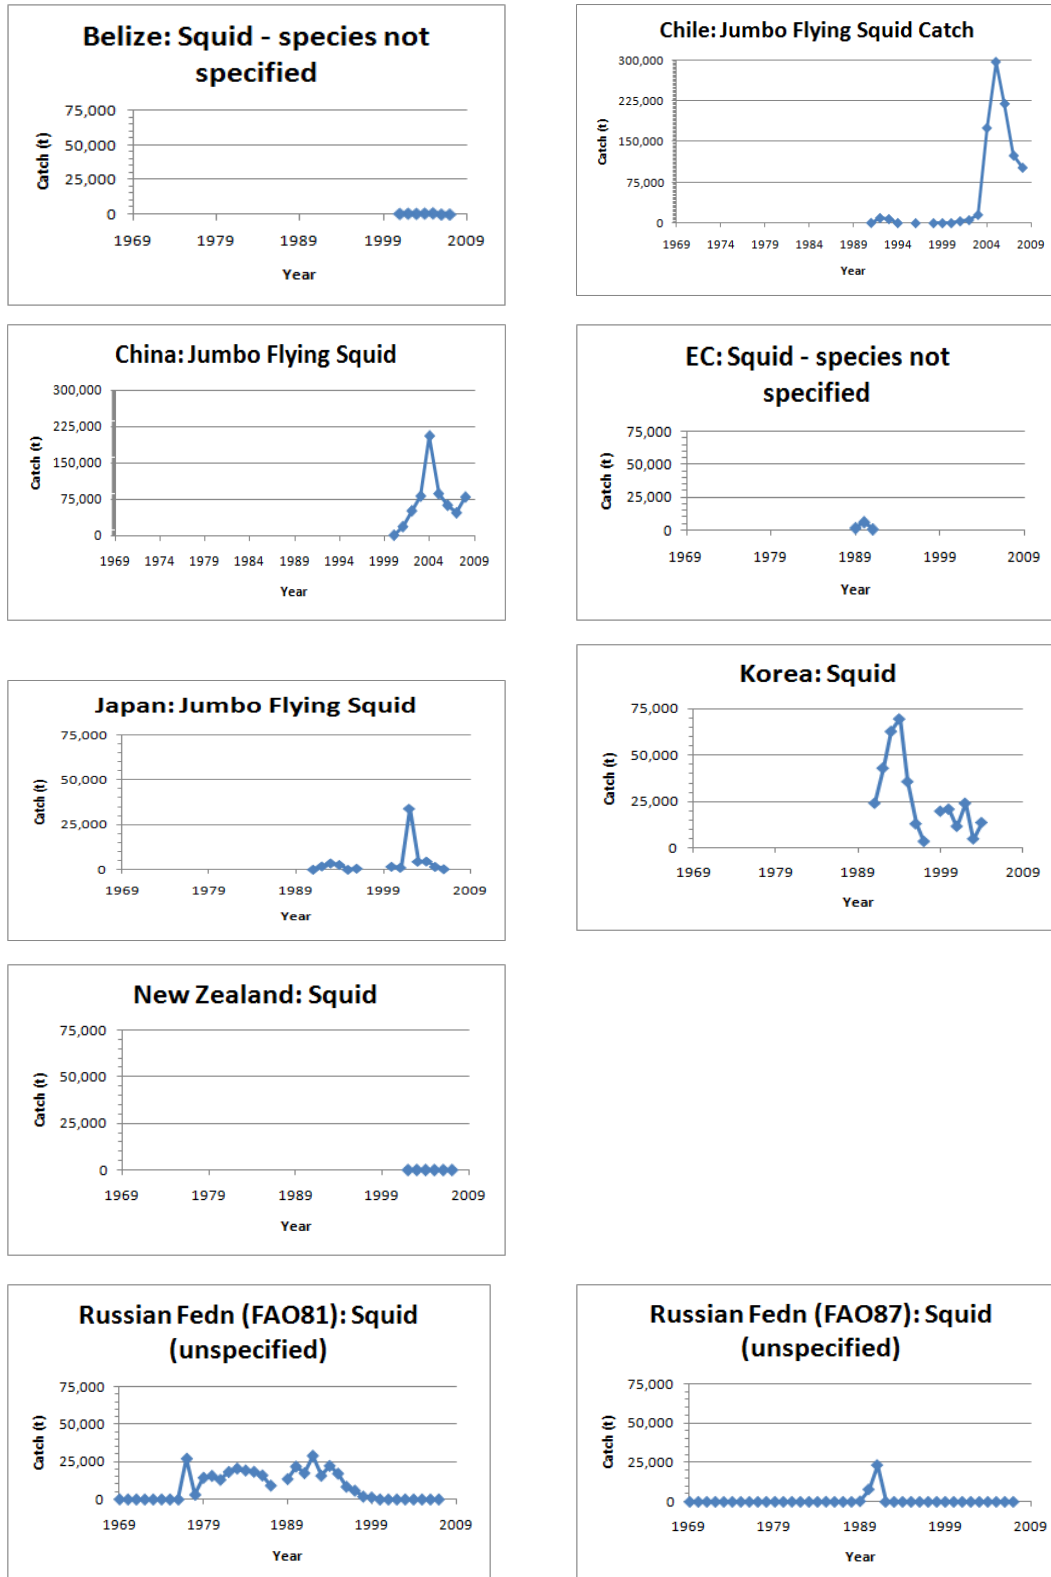 Belize: Squid - species not
specified
75,000
50,000
25,000
0
Catch (t)
1969 1979 1989 1999 2009
Year
Chile: Jumbo Flying Squid Catch
300,000
225,000
150,000
75,000
0
Catch (t)
1969 1974 1979 1984 1989 1994 1999 2004 2009
Year
China: Jumbo Flying Squid
300,000
225,000
150,000
75,000
0
Catch (t)
1969 1974 1979 1984 1989 1994 1999 2004 2009
Year
EC: Squid - species not
specified
75,000
50,000
25,000
0
Catch (t)
1969 1979 1989 1999 2009
Year
Japan: Jumbo Flying Squid
75,000
50,000
25,000
0
Catch (t)
1969 1979 1989 1999 2009
Year
Korea: Squid
75,000
50,000
25,000
0
Catch (t)
1969 1979 1989 1999 2009
Year
New Zealand: Squid
75,000
50,000
25,000
0
Catch (t)
1969 1979 1989 1999 2009
Year
Russian Fedn (FAO81): Squid
(unspecified)
75,000
50,000
25,000
0
Catch (t)
1969 1979 1989 1999 2009
Year
Russian Fedn (FAO87): Squid
(unspecified)
75,000
50,000
25,000
0
Catch (t)
1969 1979 1989 1999 2009
Year